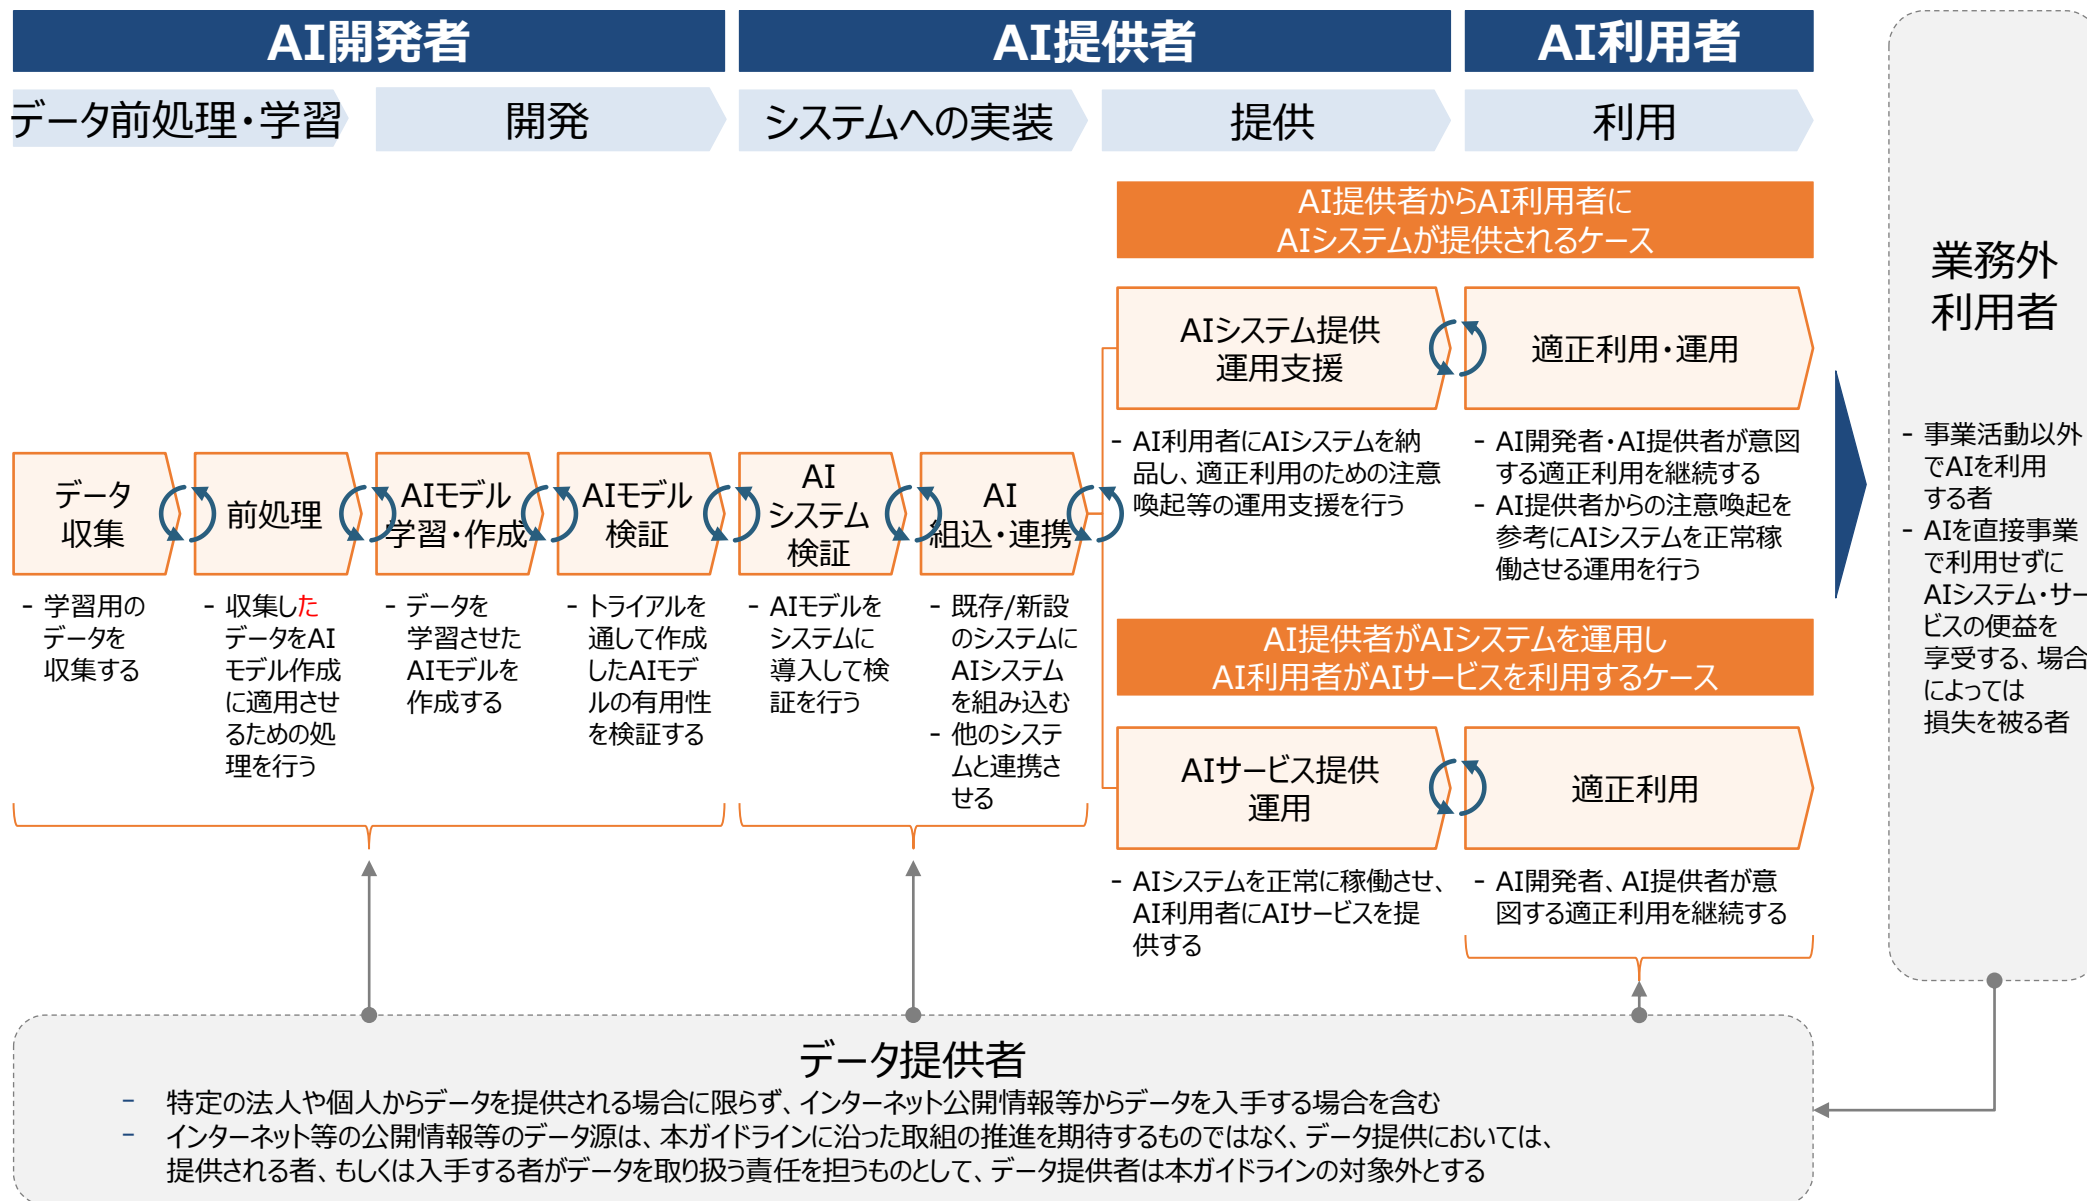 AI開発者
AI提供者
AI利用者
データ前処理・学習
開発
システムへの実装
提供
利用
AI提供者からAI利用者に
AIシステムが提供されるケース
AIシステム提供
運用支援
適正利用・運用
- AI利用者にAIシステムを納
品し、適正利用のための注意
喚起等の運用支援を行う
- AI開発者・AI提供者が意図
する適正利用を継続する
- AI提供者からの注意喚起を
参考にAIシステムを正常稼
働させる運用を行う
データ
収集
前処理
AIモデル
学習・作成
AIモデル
検証
AI
システム
検証
AI
組込・連携
- 学習用の
データを
収集する
- 収集した
データをAI
モデル作成
に適用させ
るための処
理を行う
- データを
学習させた
AIモデルを
作成する
- トライアルを
通して作成
したAIモデ
ルの有用性
を検証する
- AIモデルを
システムに
導入して検
証を行う
- 既存/新設
のシステムに
AIシステム
を組み込む
- 他のシステ
ムと連携さ
せる
AI提供者がAIシステムを運用し
AI利用者がAIサービスを利用するケース
AIサービス提供
運用
適正利用
- AIシステムを正常に稼働させ、
AI利用者にAIサービスを提
供する
- AI開発者、AI提供者が意
図する適正利用を継続する
業務外
利用者
- 事業活動以外
でAIを利用
する者
- AIを直接事業
で利用せずに
AIシステム・サー
ビスの便益を
享受する、場合
によっては
損失を被る者
データ提供者
- 特定の法人や個人からデータを提供される場合に限らず、インターネット公開情報等からデータを入手する場合を含む
- インターネット等の公開情報等のデータ源は、本ガイドラインに沿った取組の推進を期待するものではなく、データ提供においては、
提供される者、もしくは入手する者がデータを取り扱う責任を担うものとして、データ提供者は本ガイドラインの対象外とする